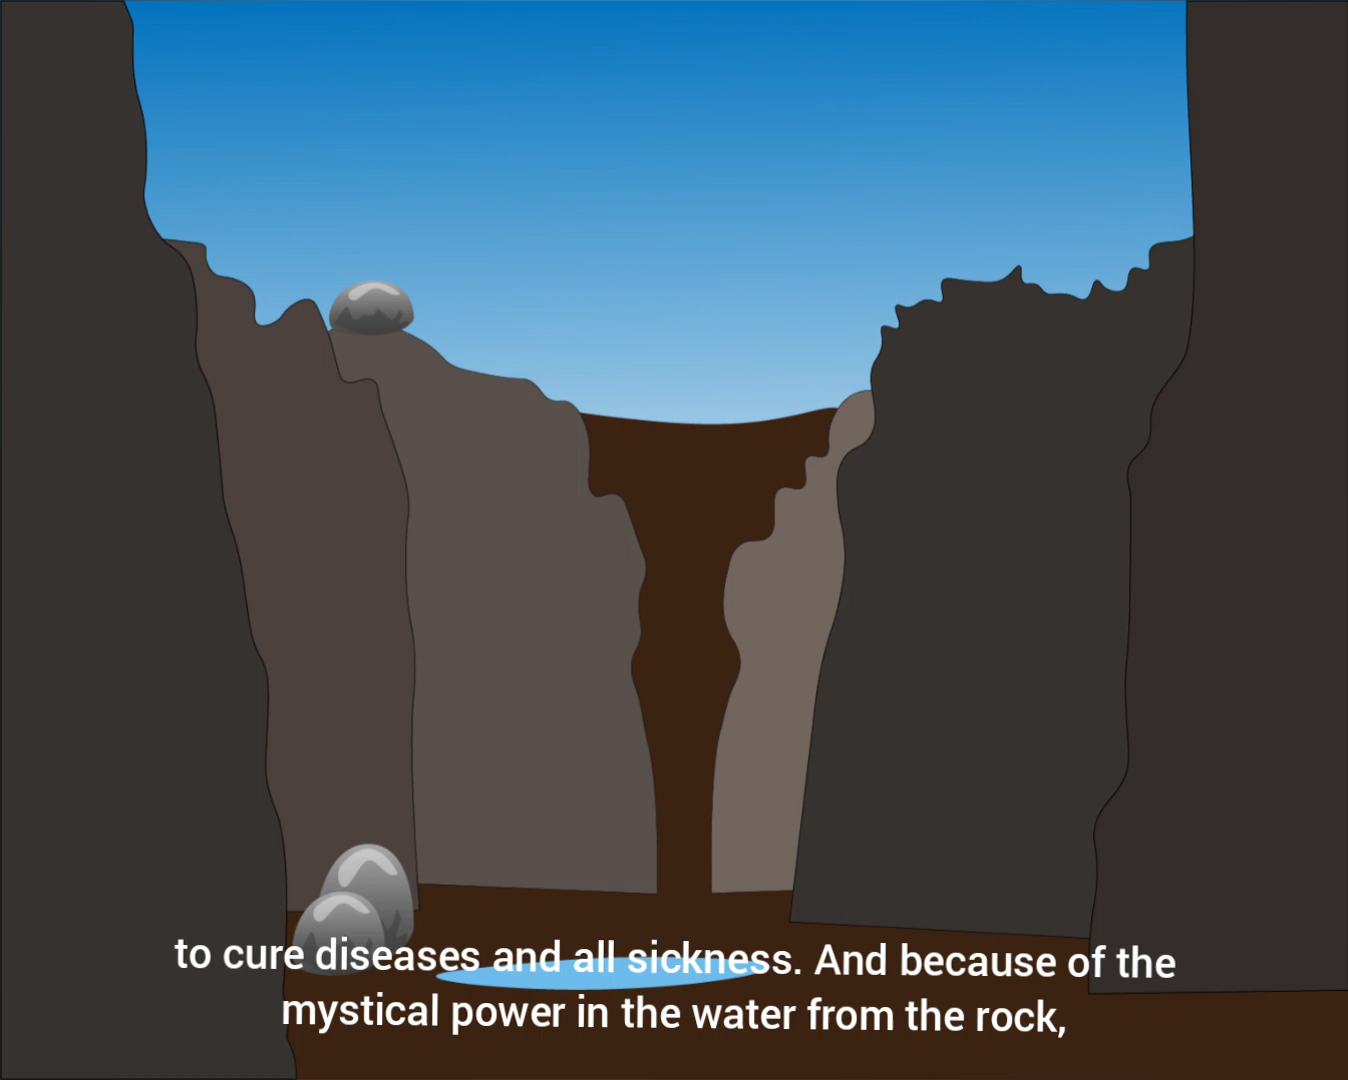 to cure diseases and all sickness. And because of the
mystical power in the water from the rock,